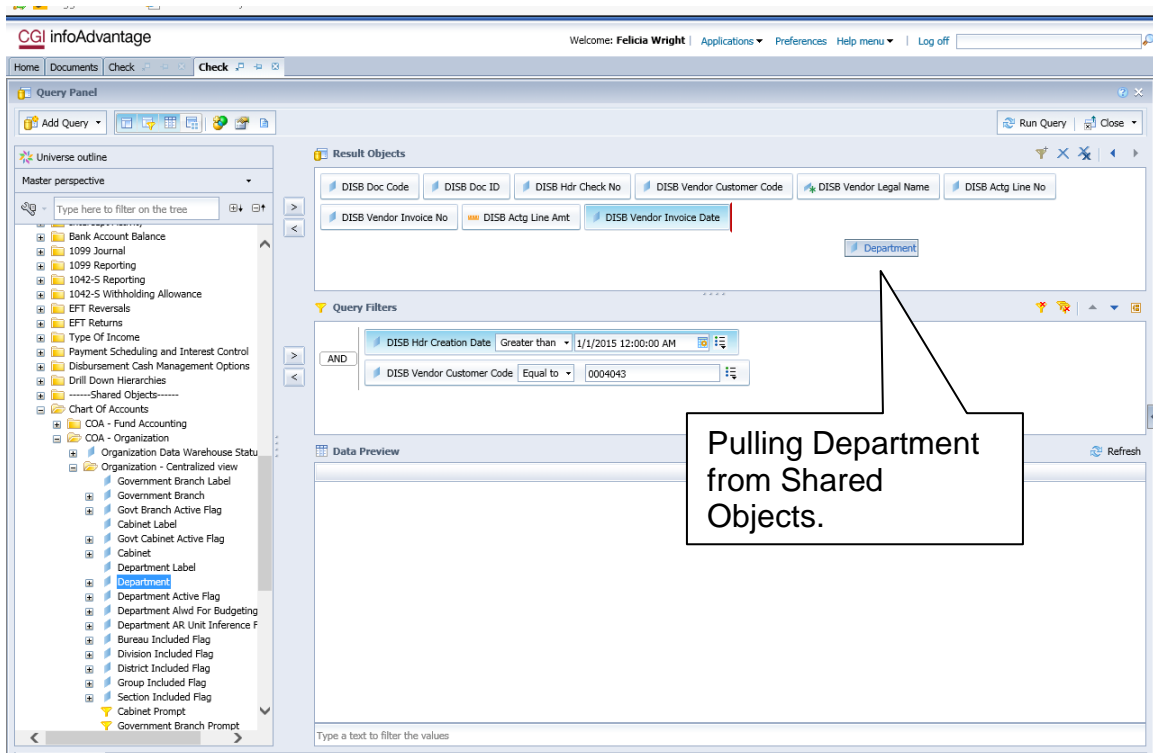 CGI infoAdvantage
Welcome: Felicia Wright | Applications Preferences Help menu | Log off
Home Documents Check Check
Query Panel
Add Query Run Query Close
Universe outline
Master perspective
Type here to filter on the tree
Bank Account Balance
1099 Journal
1099 Reporting
1042-S Reporting
1042-S Withholding Allowance
EFT Reversals
EFT Returns
Type Of Income
Payment Scheduling and Interest Control
Disbursement Cash Management Options
Drill Down Hierarchies
------Shared Objects------
Chart Of Accounts
COA - Fund Accounting
COA - Organization
Organization Data Warehouse Statu
Organization - Centralized view
Government Branch Label
Government Branch
Govt Branch Active Flag
Cabinet Label
Govt Cabinet Active Flag
Cabinet
Department Label
Department
Department Active Flag
Department Alwd For Budgeting
Department AR Unit Inference F
Bureau Included Flag
Division Included Flag
District Included Flag
Group Included Flag
Section Included Flag
Cabinet Prompt
Government Branch Prompt
Result Objects
DISB Doc Code DISB Doc ID DISB Hdr Check No DISB Vendor Customer Code DISB Vendor Legal Name DISB Actg Line No
DISB Vendor Invoice No DISB Actg Line Amt DISB Vendor Invoice Date
Department
Query Filters
AND
DISB Hdr Creation Date Greater than 1/1/2015 12:00:00 AM
DISB Vendor Customer Code Equal to 0004043
Data Preview Refresh
Type a text to filter the values
Pulling Department
from Shared
Objects.